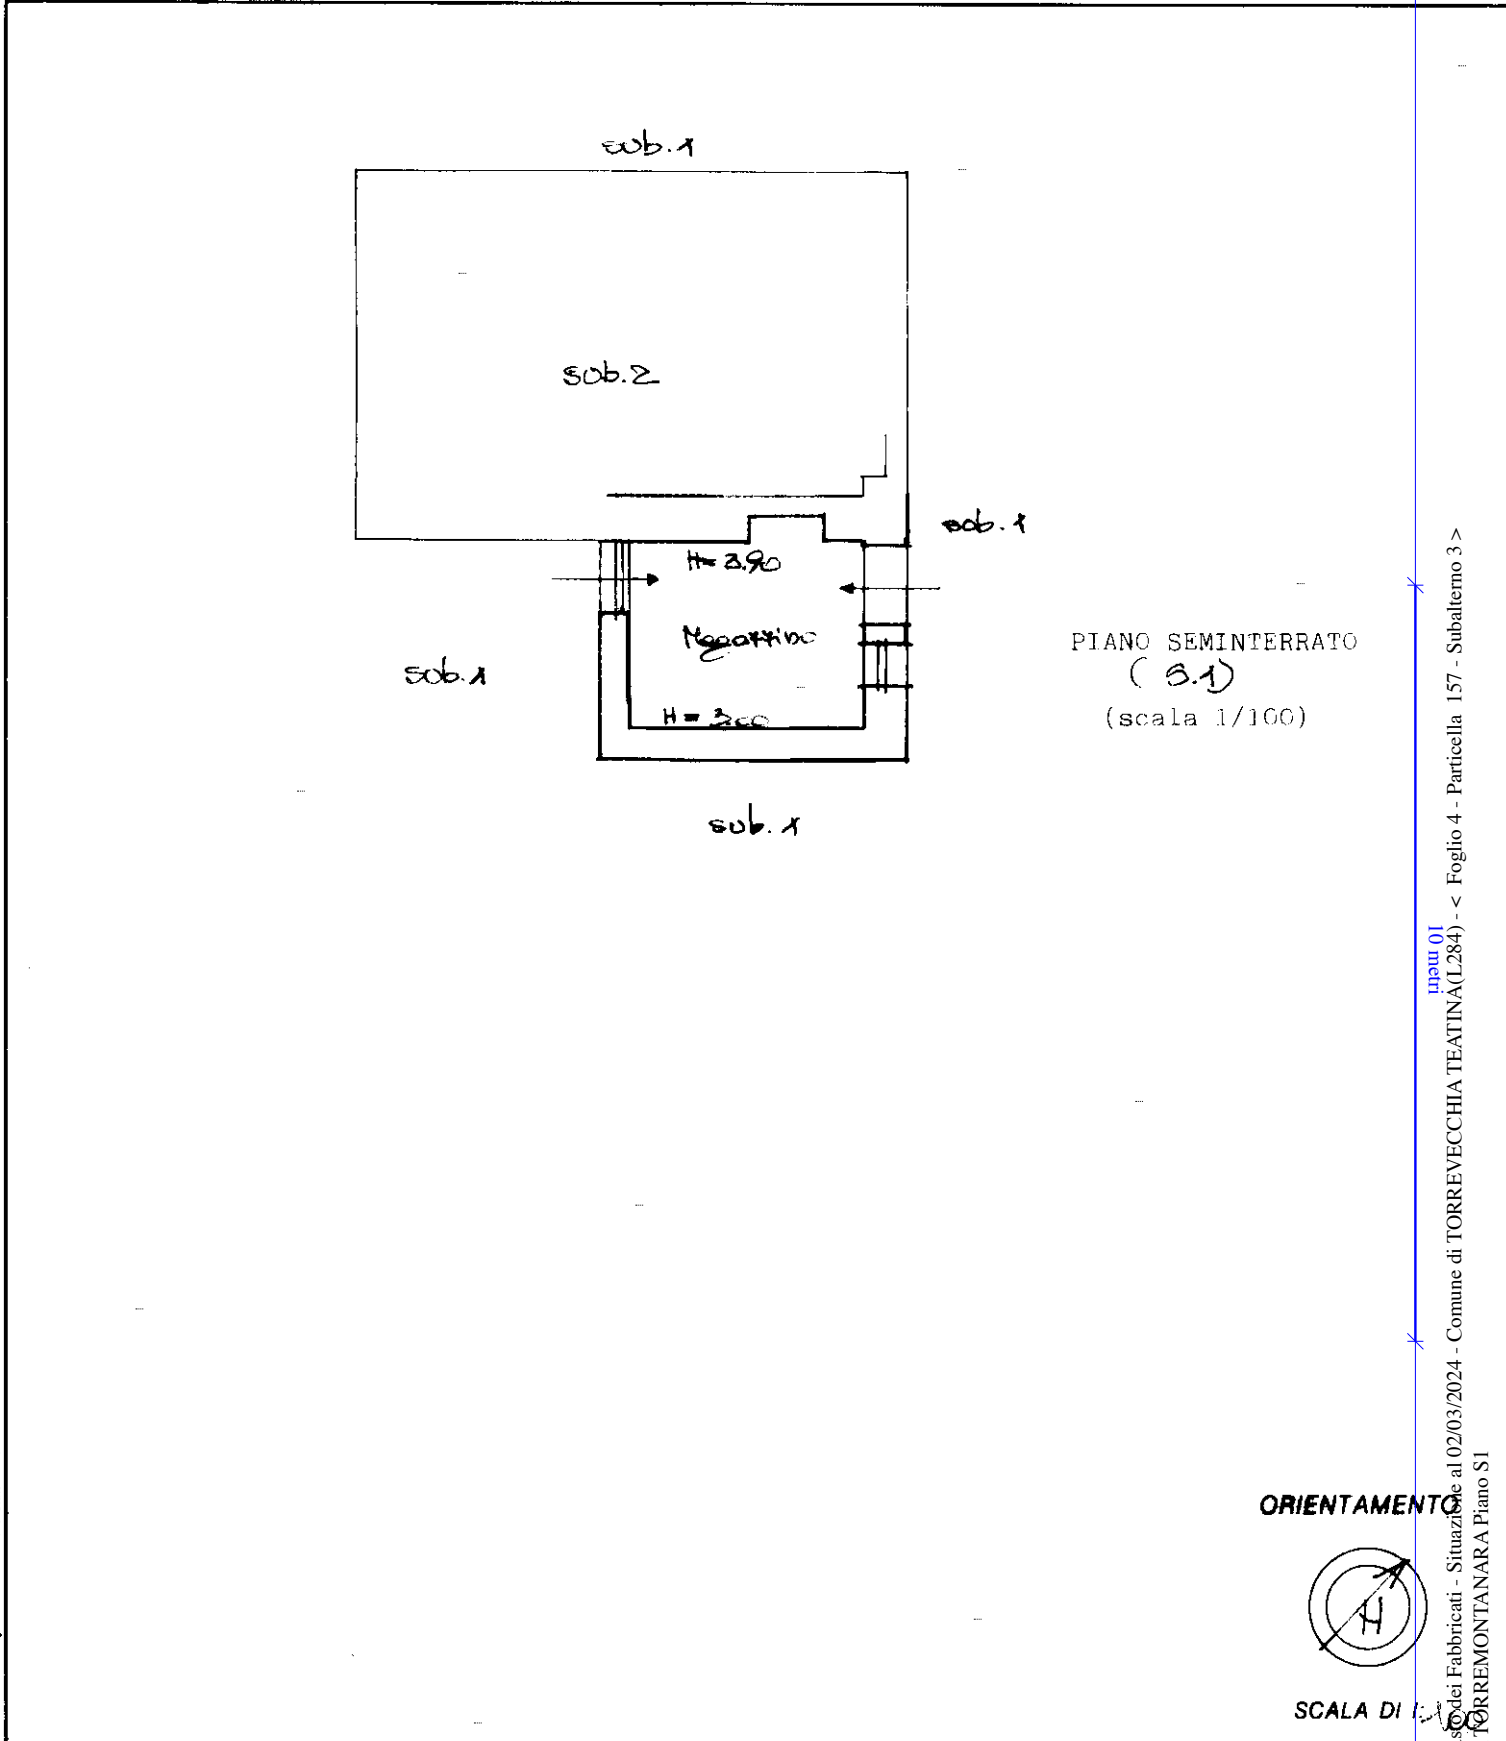 sub.1
sub.2
sub.1
H= 3.90
Magazzino
sub.1
H = 3.00
sub.1
PIANO SEMINTERRATO
( S.1)
(scala 1/100)
10 metri
dei Fabbricati - Situazione al 02/03/2024 - Comune di TORREVECCHIA TEATINA(L284) - < Foglio 4 - Particella 157 - Subalterno 3 >
TORREMONTANARA Piano S1
ORIENTAMENTO
SCALA DI 1:100